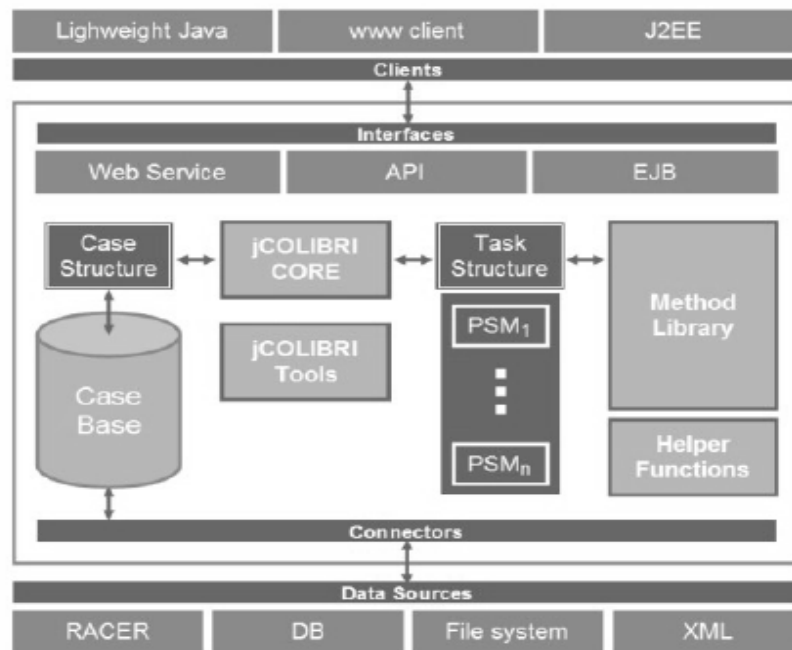 Lighweight Java
www client
J2EE
Clients
Interfaces
Web Service
API
EJB
Case
Structure
jCOLIBRI
CORE
Task
Structure
Method
Library
PSM1
jCOLIBRI
Tools
Case
Base
PSMn
Helper
Functions
Connectors
Data Sources
RACER
DB
File system
XML